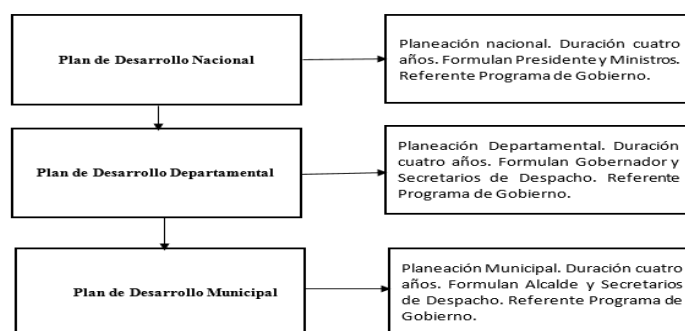 Plan de Desarrollo Nacional
Planeación nacional. Duración cuatro
años. Formulan Presidente y Ministros.
Referente Programa de Gobierno.
Plan de Desarrollo Departamental
Planeación Departamental. Duración
cuatro años. Formulan Gobernador y
Secretarios de Despacho. Referente
Programa de Gobierno.
Plan de Desarrollo Municipal
Planeación Municipal. Duración cuatro
años. Formulan Alcalde y Secretarios
de Despacho. Referente Programa de
Gobierno.